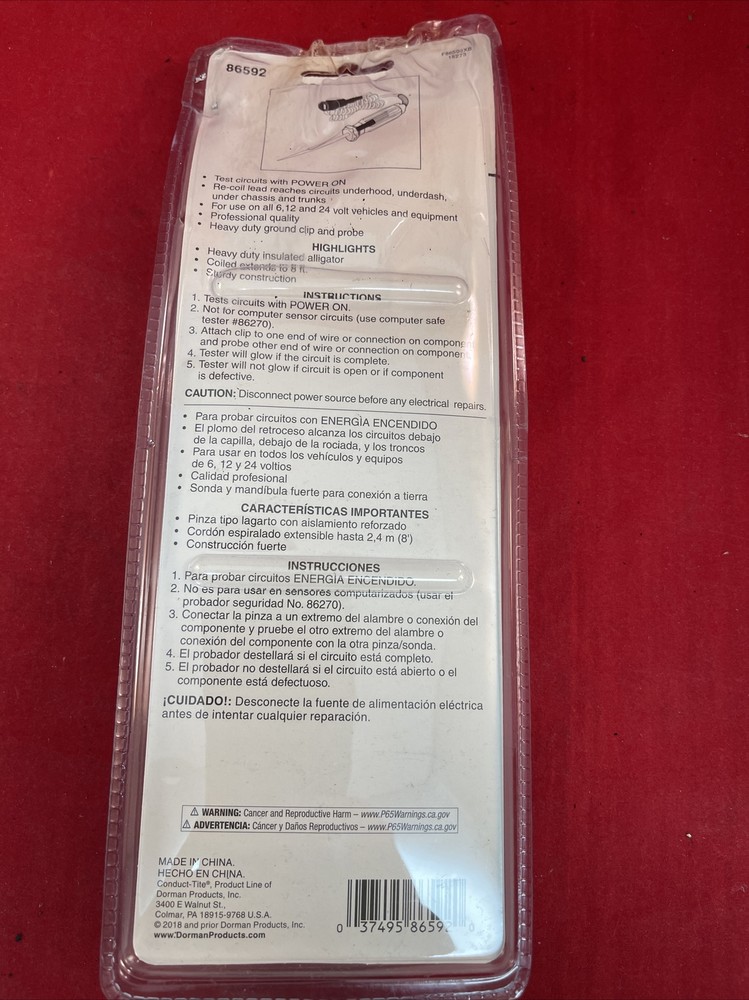 86592
• Test circuits with POWER ON
• Re-coil lead reaches circuits underhood, underdash,
under chassis and trunks
• For use on all 6,12 and 24 volt vehicles and equipment
• Professional quality
• Heavy duty ground clip and probe
HIGHLIGHTS
• Heavy duty insulated alligator
• Coiled extends to 8 ft.
• Sturdy construction
INSTRUCTIONS
1. Tests circuits with POWER ON.
2. Not for computer sensor circuits (use computer safe
tester #86270).
3. Attach clip to one end of wire or connection on component
and probe other end of wire or connection on component.
4. Tester will glow if the circuit is complete.
5. Tester will not glow if circuit is open or if component
is defective.
CAUTION: Disconnect power source before any electrical repairs.
• Para probar circuitos con ENERGÌA ENCENDIDO
• El plomo del retroceso alcanza los circuitos debajo
de la capilla, debajo de la rociada, y los troncos
• Para usar en todos los vehículos y equipos
de 6, 12 y 24 voltios
• Calidad profesional
• Sonda y mandíbula fuerte para conexión a tierra
CARACTERÍSTICAS IMPORTANTES
• Pinza tipo lagarto con aislamiento reforzado
• Cordón espiralado extensible hasta 2,4 m (8')
• Construcción fuerte
INSTRUCCIONES
1. Para probar circuitos ENERGÍA ENCENDIDO.
2. No es para usar en sensores computarizados (usar el
probador seguridad No. 86270).
3. Conectar la pinza a un extremo del alambre o conexión del
componente y pruebe el otro extremo del alambre o
conexión del componente con la otra pinza/sonda.
4. El probador destellará si el circuito está completo.
5. El probador no destellará si el circuito está abierto o el
componente está defectuoso.
¡CUIDADO!: Desconecte la fuente de alimentación eléctrica
antes de intentar cualquier reparación.
⚠ WARNING: Cancer and Reproductive Harm – www.P65Warnings.ca.gov
⚠ ADVERTENCIA: Cáncer y Daños Reproductivos – www.P65Warnings.ca.gov
MADE IN CHINA.
HECHO EN CHINA.
Conduct-Tite®, Product Line of
Dorman Products, Inc.
3400 E Walnut St.,
Colmar, PA 18915-9768 U.S.A.
© 2018 and prior Dorman Products, Inc.
www.DormanProducts.com
0 37495 86592 0